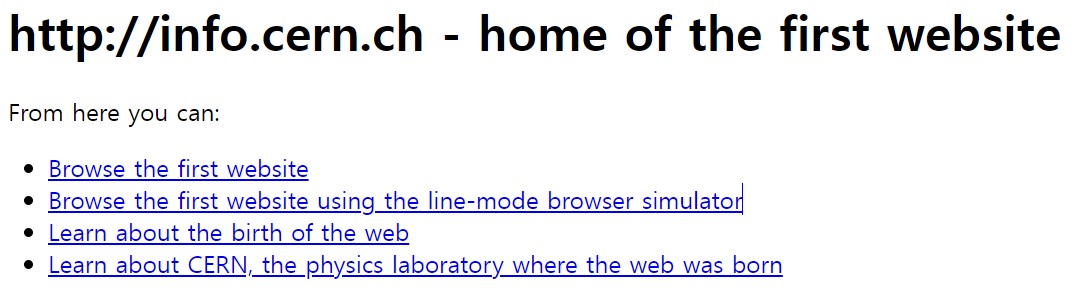 http://info.cern.ch - home of the first website
From here you can:
Browse the first website
Browse the first website using the line-mode browser simulator
Learn about the birth of the web
Learn about CERN, the physics laboratory where the web was born